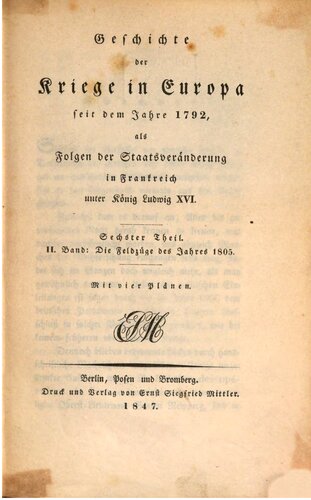 Geschichte
der
Kriege in Europa
seit dem Jahre 1792,
als
Folgen der Staatsveränderung
in Frankreich
unter König Ludwig XVI.
Sechster Theil.
II. Band: Die Feldzüge des Jahres 1805.
Mit vier Plänen.
ESM
Berlin, Posen und Bromberg.
Druck und Verlag von Ernst Siegfried Mittler.
1847.